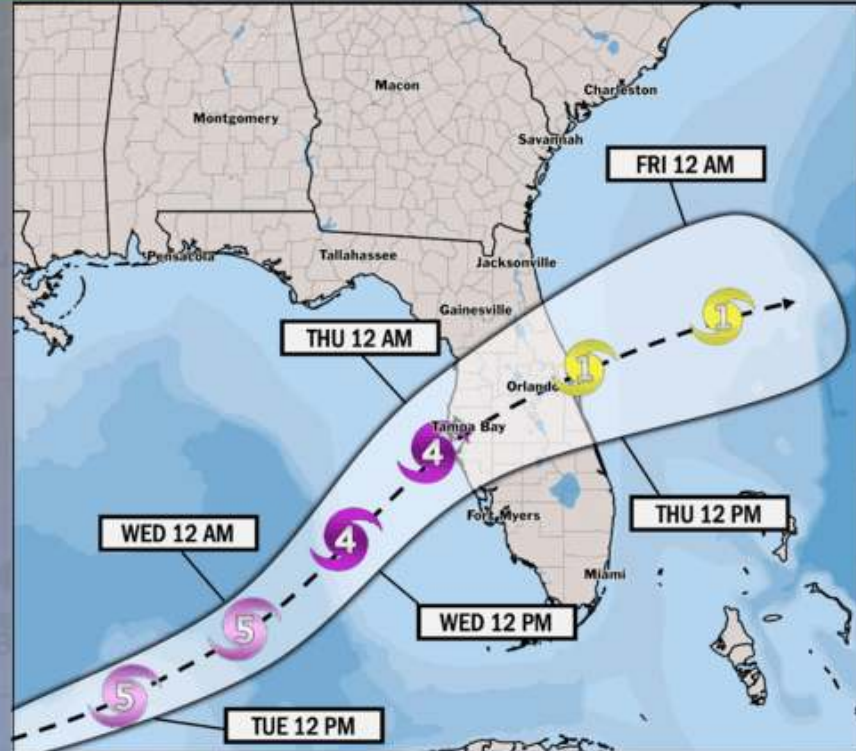 Macon
Charleston
Montgomery
Savannah
FRI 12 AM
Pensacola
Tallahassee
Jacksonville
Gainesville
THU 12 AM
1
1
Orlando
Tampa Bay
4
Fort Myers
THU 12 PM
WED 12 AM
4
Miami
WED 12 PM
5
5
TUE 12 PM